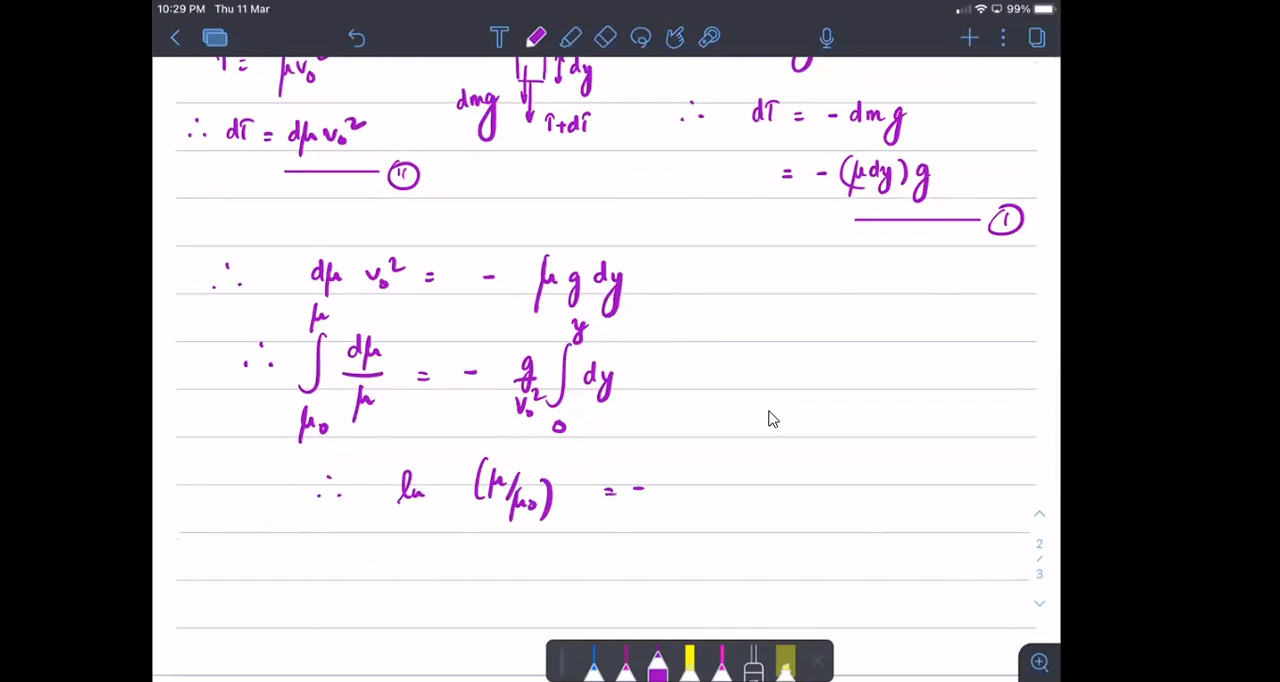 10:29 PM Thu 11 Mar
99%
T
T = μv₀²
dy
dmg
T+dT
∴ dT = dμ v₀²
II
∴ dT = - dmg
= - (μdy) g
I
∴ dμ v₀² = - μ g dy
∴ ∫_{μ₀}^{μ} dμ/μ = - g/v₀² ∫_{0}^{y} dy
∴ ln (μ/μ₀) = -
2
/
3